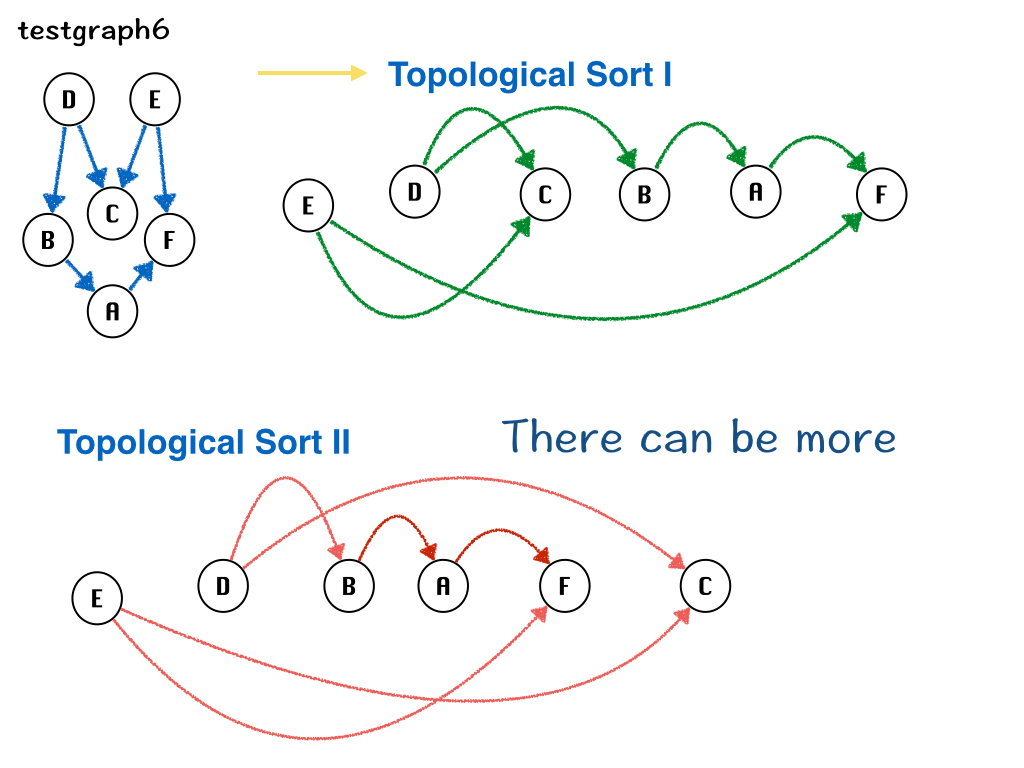 testgraph6
Topological Sort I
D E
C
B F
A
E D C B A F
Topological Sort II
There can be more
E D B A F C